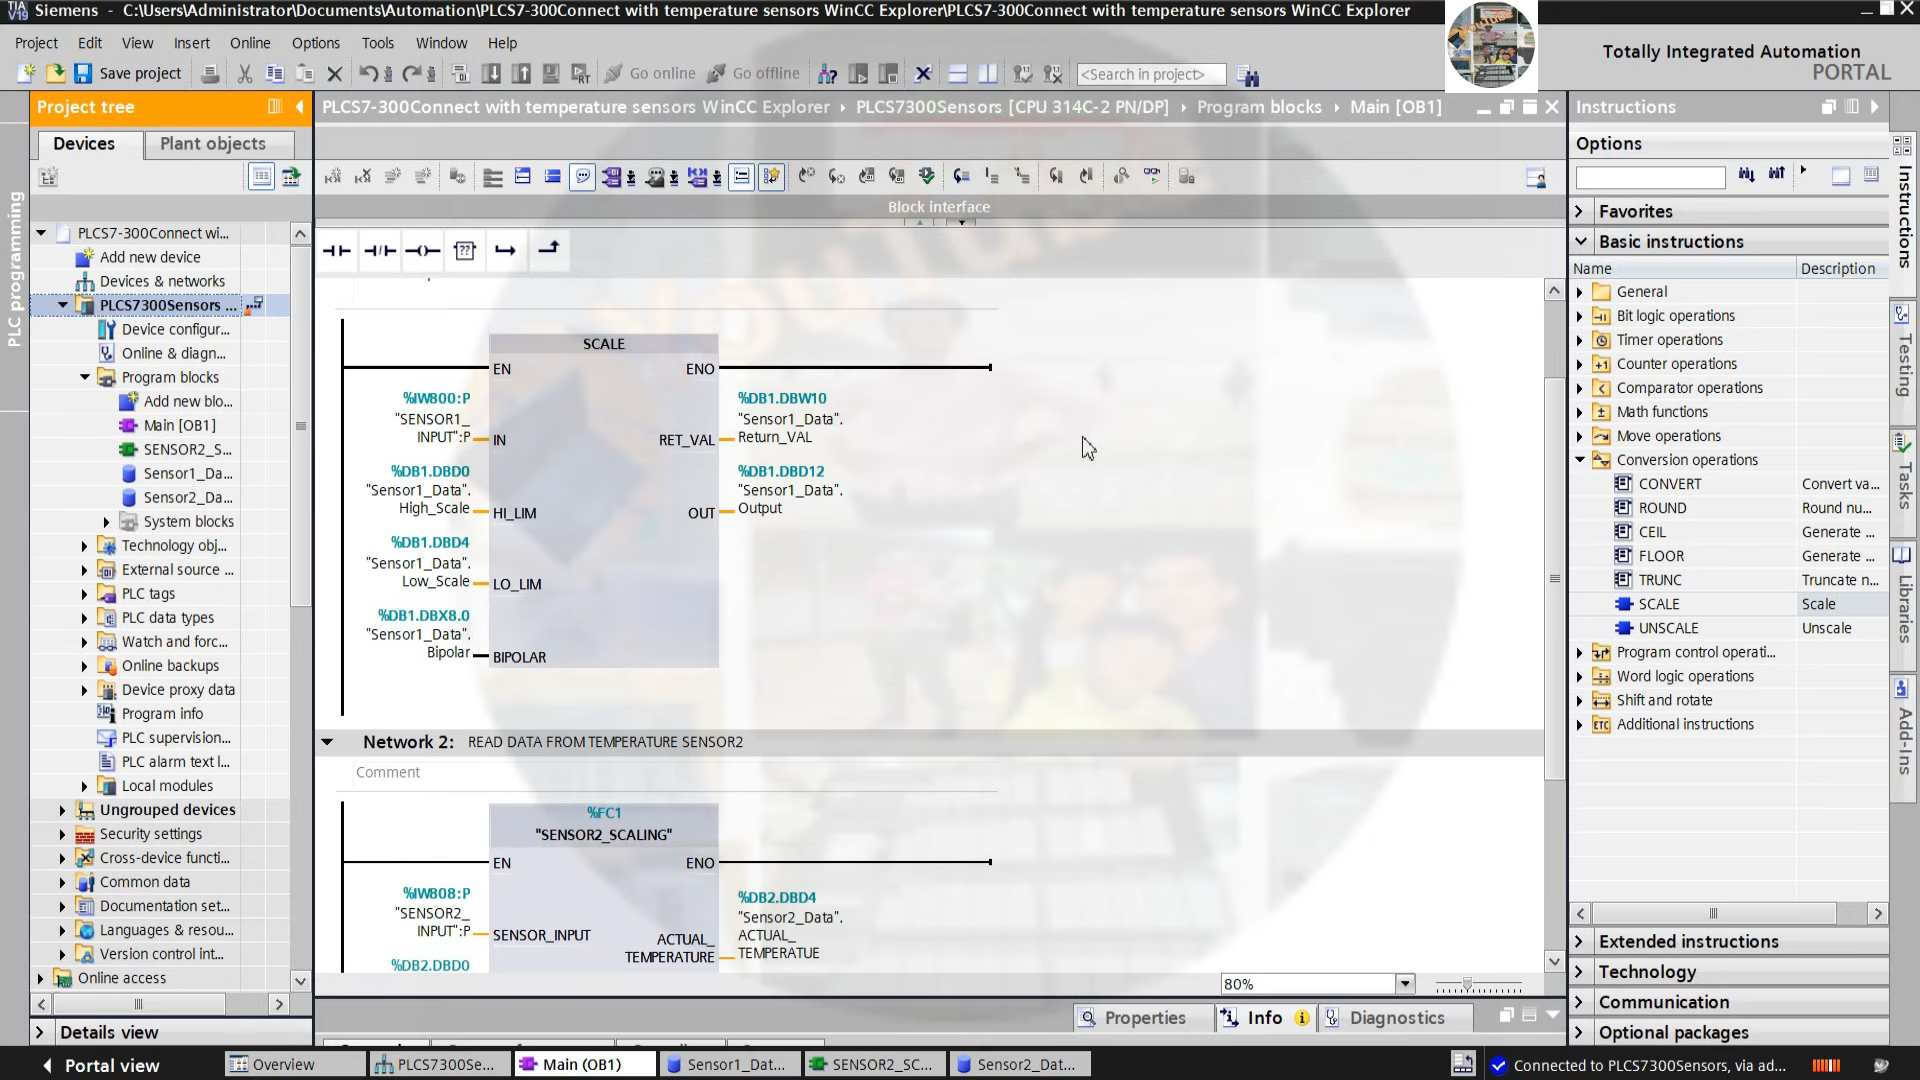 TIA
V19
Siemens - C:\Users\Administrator\Documents\Automation\PLCS7-300Connect with temperature sensors WinCC Explorer\PLCS7-300Connect with temperature sensors WinCC Explorer
Project Edit View Insert Online Options Tools Window Help
Save project
Go online
Go offline
<Search in project>
Totally Integrated Automation
PORTAL
Project tree
PLCS7-300Connect with temperature sensors WinCC Explorer › PLCS7300Sensors [CPU 314C-2 PN/DP] › Program blocks › Main [OB1]
Instructions
Devices
Plant objects
Options
Block interface
PLC programming
PLCS7-300Connect wi...
Add new device
Devices & networks
PLCS7300Sensors ...
Device configur...
Online & diagn...
Program blocks
Add new blo...
Main [OB1]
SENSOR2_S...
Sensor1_Da...
Sensor2_Da...
System blocks
Technology obj...
External source ...
PLC tags
PLC data types
Watch and forc...
Online backups
Device proxy data
Program info
PLC supervision...
PLC alarm text l...
Local modules
Ungrouped devices
Security settings
Cross-device functi...
Common data
Documentation set...
Languages & resou...
Version control int...
Online access
Details view
SCALE
EN
ENO
%IW800:P
"SENSOR1_
INPUT":P
IN
RET_VAL
%DB1.DBW10
"Sensor1_Data".
Return_VAL
%DB1.DBD0
"Sensor1_Data".
High_Scale
HI_LIM
OUT
%DB1.DBD12
"Sensor1_Data".
Output
%DB1.DBD4
"Sensor1_Data".
Low_Scale
LO_LIM
%DB1.DBX8.0
"Sensor1_Data".
Bipolar
BIPOLAR
Network 2: READ DATA FROM TEMPERATURE SENSOR2
Comment
%FC1
"SENSOR2_SCALING"
EN
ENO
%IW808:P
"SENSOR2_
INPUT":P
SENSOR_INPUT
ACTUAL_
TEMPERATURE
%DB2.DBD4
"Sensor2_Data".
ACTUAL_
TEMPERATUE
%DB2.DBD0
80%
Properties
Info
Diagnostics
Favorites
Basic instructions
Name Description
General
Bit logic operations
Timer operations
Counter operations
Comparator operations
Math functions
Move operations
Conversion operations
CONVERT Convert va...
ROUND Round nu...
CEIL Generate ...
FLOOR Generate ...
TRUNC Truncate n...
SCALE Scale
UNSCALE Unscale
Program control operati...
Word logic operations
Shift and rotate
Additional instructions
Extended instructions
Technology
Communication
Optional packages
Instructions
Testing
Tasks
Libraries
Add-Ins
Portal view
Overview
PLCS7300Se...
Main (OB1)
Sensor1_Dat...
SENSOR2_SC...
Sensor2_Dat...
Connected to PLCS7300Sensors, via ad...